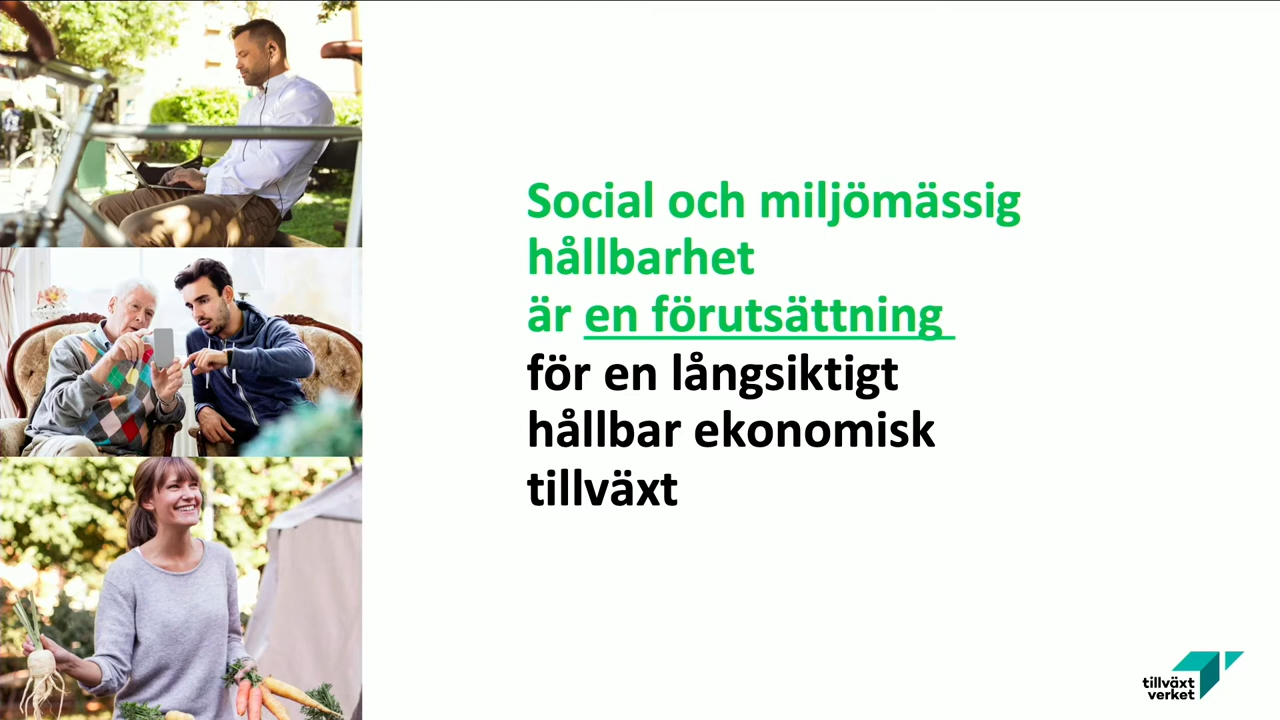 Social och miljömässig
hållbarhet
är en förutsättning
för en långsiktigt
hållbar ekonomisk
tillväxt
tillväxt
verket